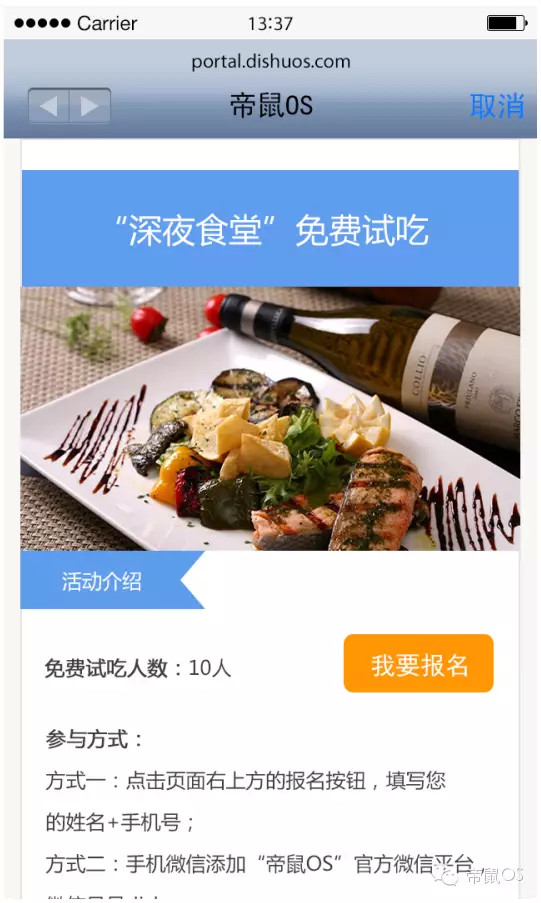 Carrier 13:37
portal.dishuos.com
帝鼠OS 取消
“深夜食堂”免费试吃
COLLIO
FRIULANO
活动介绍
免费试吃人数：10人
我要报名
参与方式：
方式一：点击页面右上方的报名按钮，填写您
的姓名+手机号；
方式二：手机微信添加“帝鼠OS”官方微信平台，
帝鼠OS